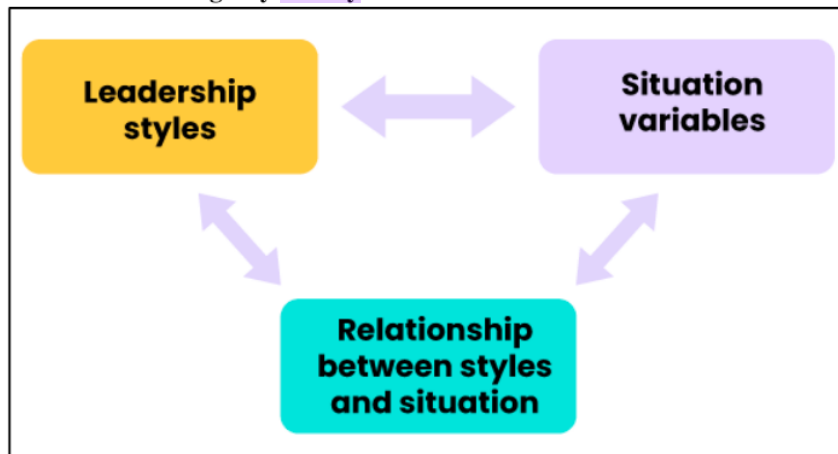 Leadership
styles
Situation
variables
Relationship
between styles
and situation